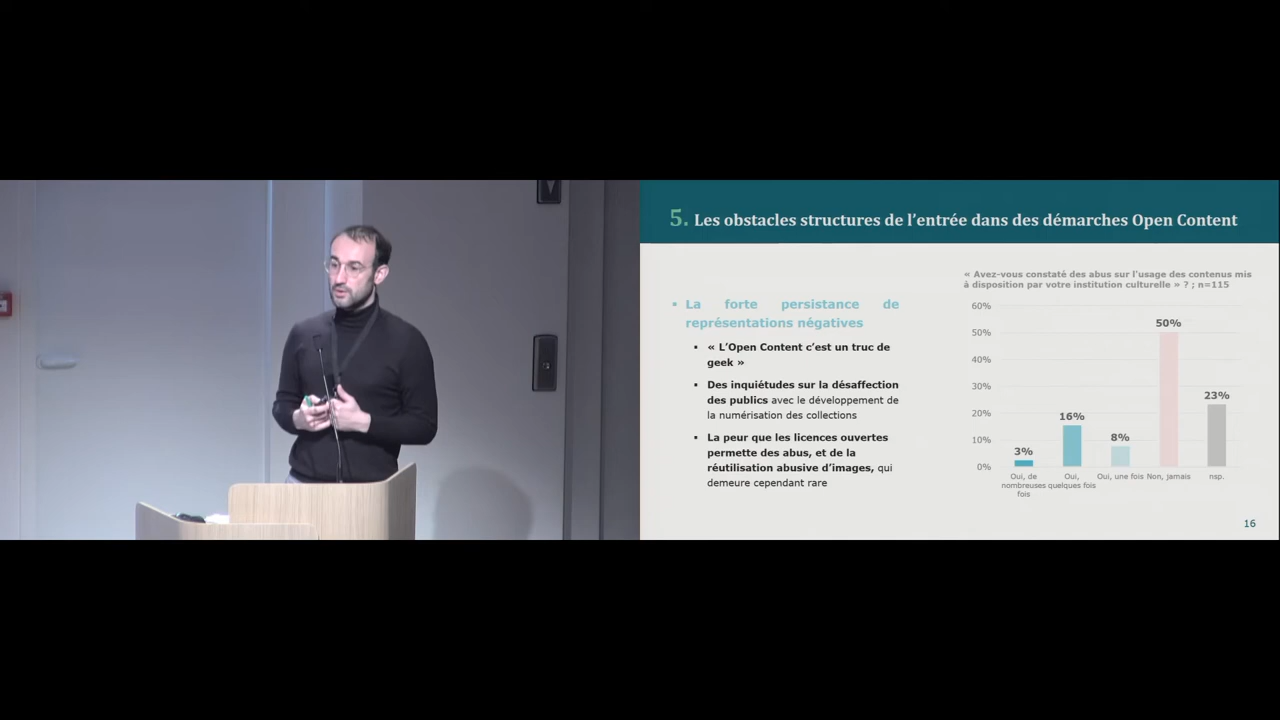 5. Les obstacles structures de l'entrée dans des démarches Open Content
▪ La forte persistance de
représentations négatives
▪ « L'Open Content c'est un truc de
geek »
▪ Des inquiétudes sur la désaffection
des publics avec le développement de
la numérisation des collections
▪ La peur que les licences ouvertes
permette des abus, et de la
réutilisation abusive d'images, qui
demeure cependant rare
« Avez-vous constaté des abus sur l'usage des contenus mis
à disposition par votre institution culturelle » ? ; n=115
60%
50%
40%
30%
20%
10%
0%
3%
16%
8%
50%
23%
Oui, de
nombreuses
fois
Oui,
quelques fois
Oui, une fois
Non, jamais
nsp.
16